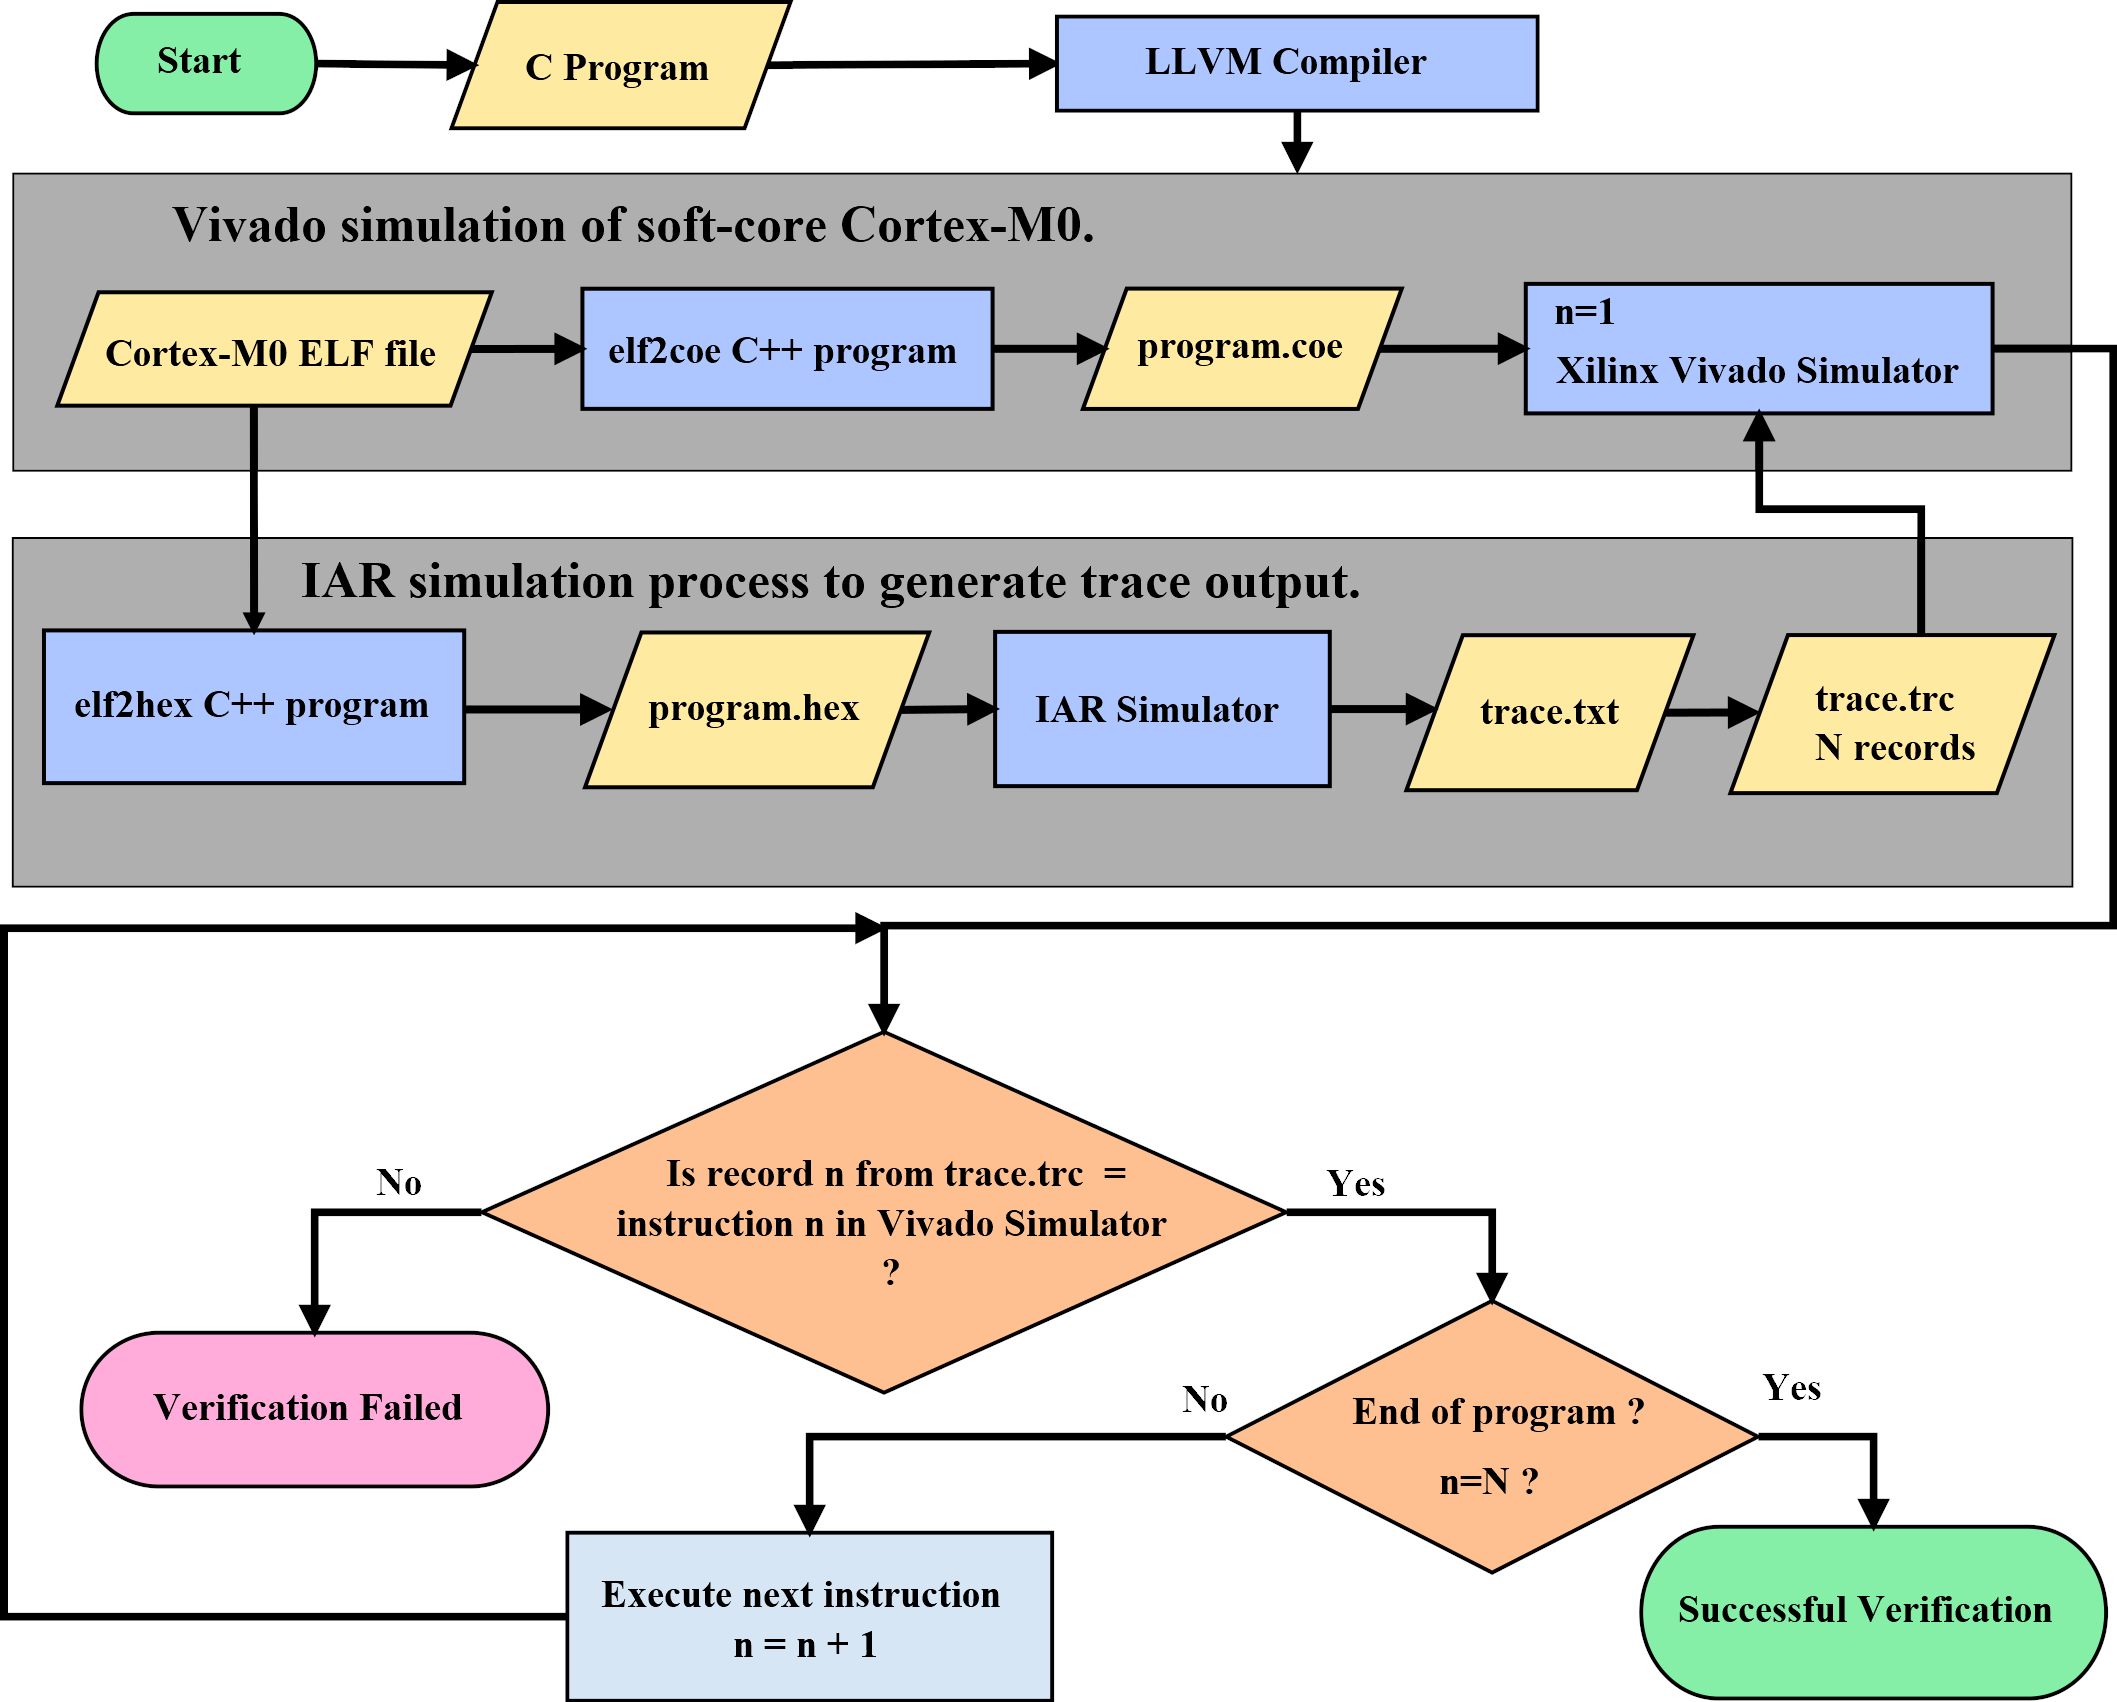 Start
C Program
LLVM Compiler
Vivado simulation of soft-core Cortex-M0.
Cortex-M0 ELF file
elf2coe C++ program
program.coe
n=1
Xilinx Vivado Simulator
IAR simulation process to generate trace output.
elf2hex C++ program
program.hex
IAR Simulator
trace.txt
trace.trc
N records
Is record n from trace.trc =
instruction n in Vivado Simulator
?
No
Yes
Verification Failed
End of program ?
n=N ?
No
Yes
Execute next instruction
n = n + 1
Successful Verification